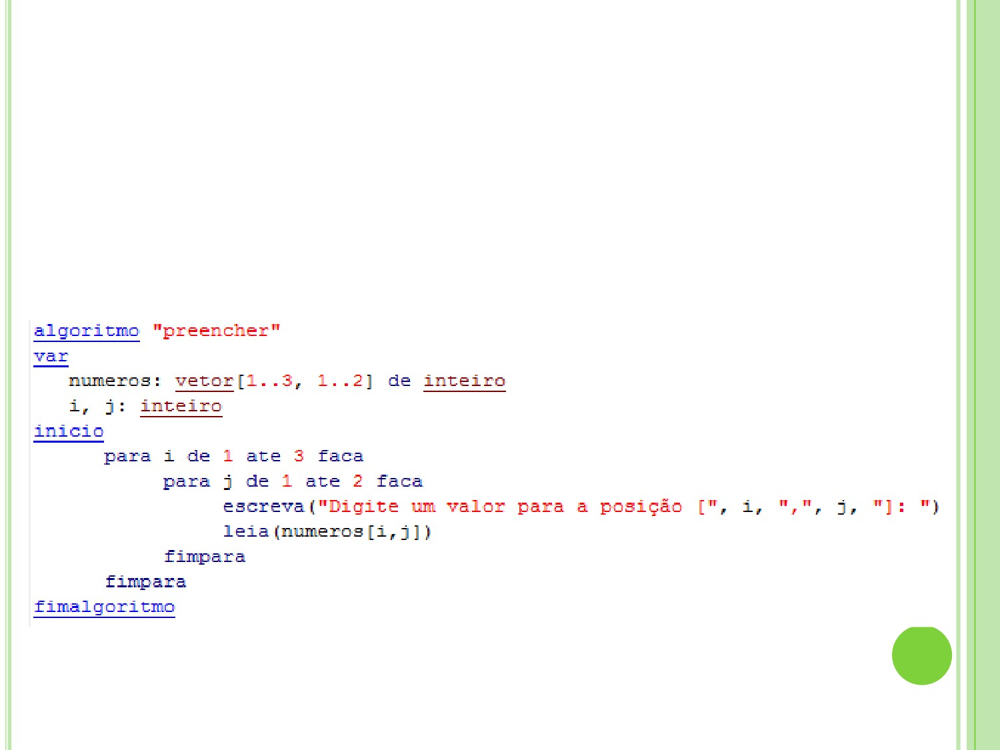 algoritmo "preencher"
var
numeros: vetor[1..3, 1..2] de inteiro
i, j: inteiro
inicio
para i de 1 ate 3 faca
para j de 1 ate 2 faca
escreva("Digite um valor para a posição [", i, ",", j, "]: ")
leia(numeros[i,j])
fimpara
fimpara
fimalgoritmo